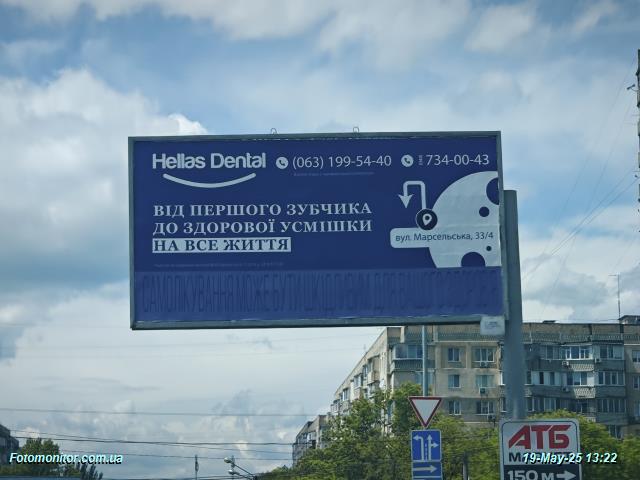 Hellas Dental
(063) 199-54-40
734-00-43
ВІД ПЕРШОГО ЗУБЧИКА
ДО ЗДОРОВОЇ УСМІШКИ
НА ВСЕ ЖИТТЯ
вул. Марсельська, 33/4
САМОЛІКУВАННЯ МОЖЕ БУТИ ШКІДЛИВИМ ДЛЯ ВАШОГО ЗДОРОВ'Я
АТБ
150 м
Fotomonitor.com.ua
19-May-25 13:22